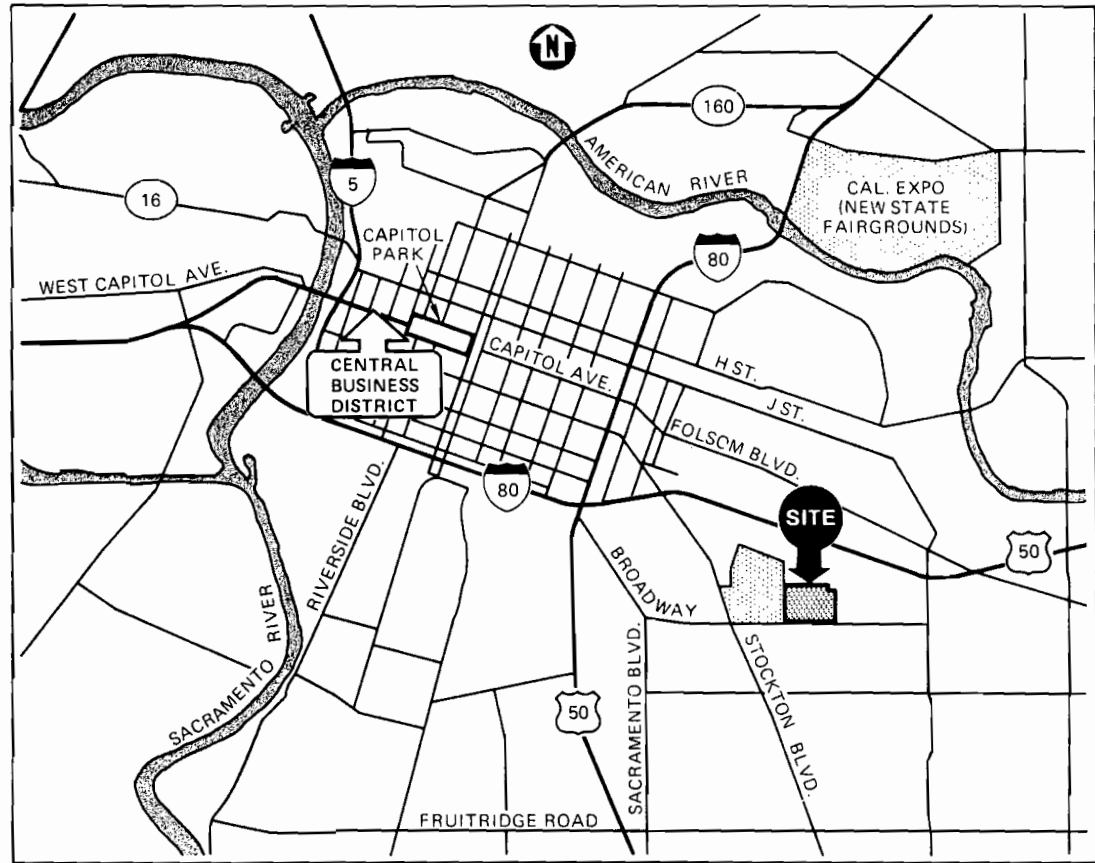 N
160
AMERICAN RIVER
5
16
CAL. EXPO
(NEW STATE
FAIRGROUNDS)
CAPITOL
PARK
80
WEST CAPITOL AVE.
CAPITOL AVE.
H ST.
J ST.
CENTRAL
BUSINESS
DISTRICT
FOLSOM BLVD.
80
SITE
50
RIVERSIDE BLVD.
BROADWAY
SACRAMENTO RIVER
SACRAMENTO BLVD.
STOCKTON BLVD.
50
FRUITRIDGE ROAD